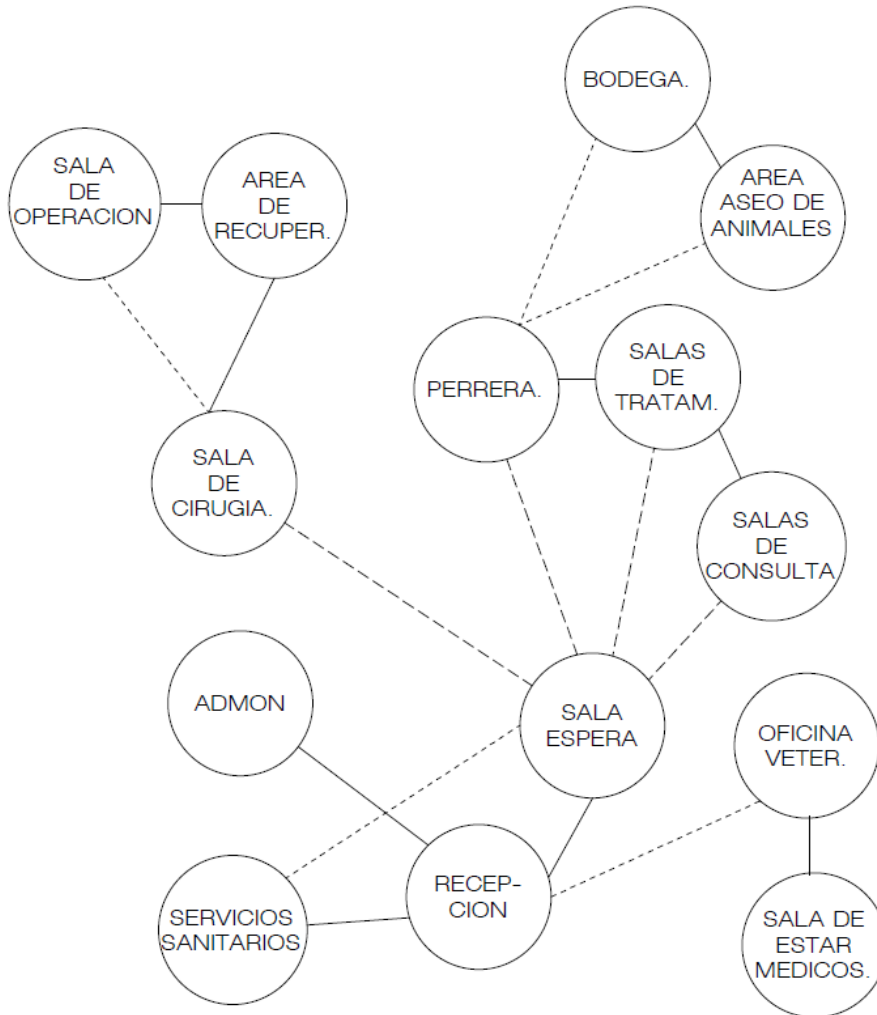 BODEGA.
SALA
DE
OPERACION
AREA
DE
RECUPER.
AREA
ASEO DE
ANIMALES
PERRERA.
SALAS
DE
TRATAM.
SALA
DE
CIRUGIA.
SALAS
DE
CONSULTA
ADMON
SALA
ESPERA
OFICINA
VETER.
SERVICIOS
SANITARIOS
RECEP-
CION
SALA DE
ESTAR
MEDICOS.